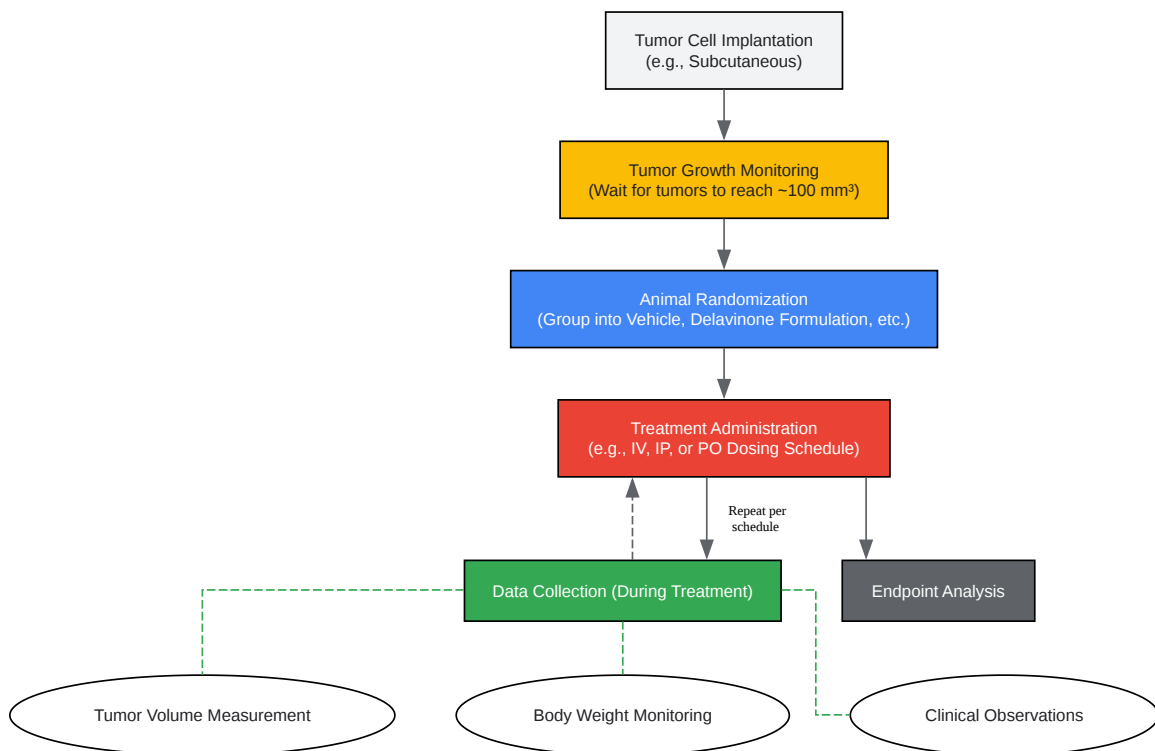 Tumor Cell Implantation
(e.g., Subcutaneous)
Tumor Growth Monitoring
(Wait for tumors to reach ~100 mm³)
Animal Randomization
(Group into Vehicle, Delavinone Formulation, etc.)
Treatment Administration
(e.g., IV, IP, or PO Dosing Schedule)
Repeat per
schedule
Data Collection (During Treatment)
Endpoint Analysis
Tumor Volume Measurement
Body Weight Monitoring
Clinical Observations